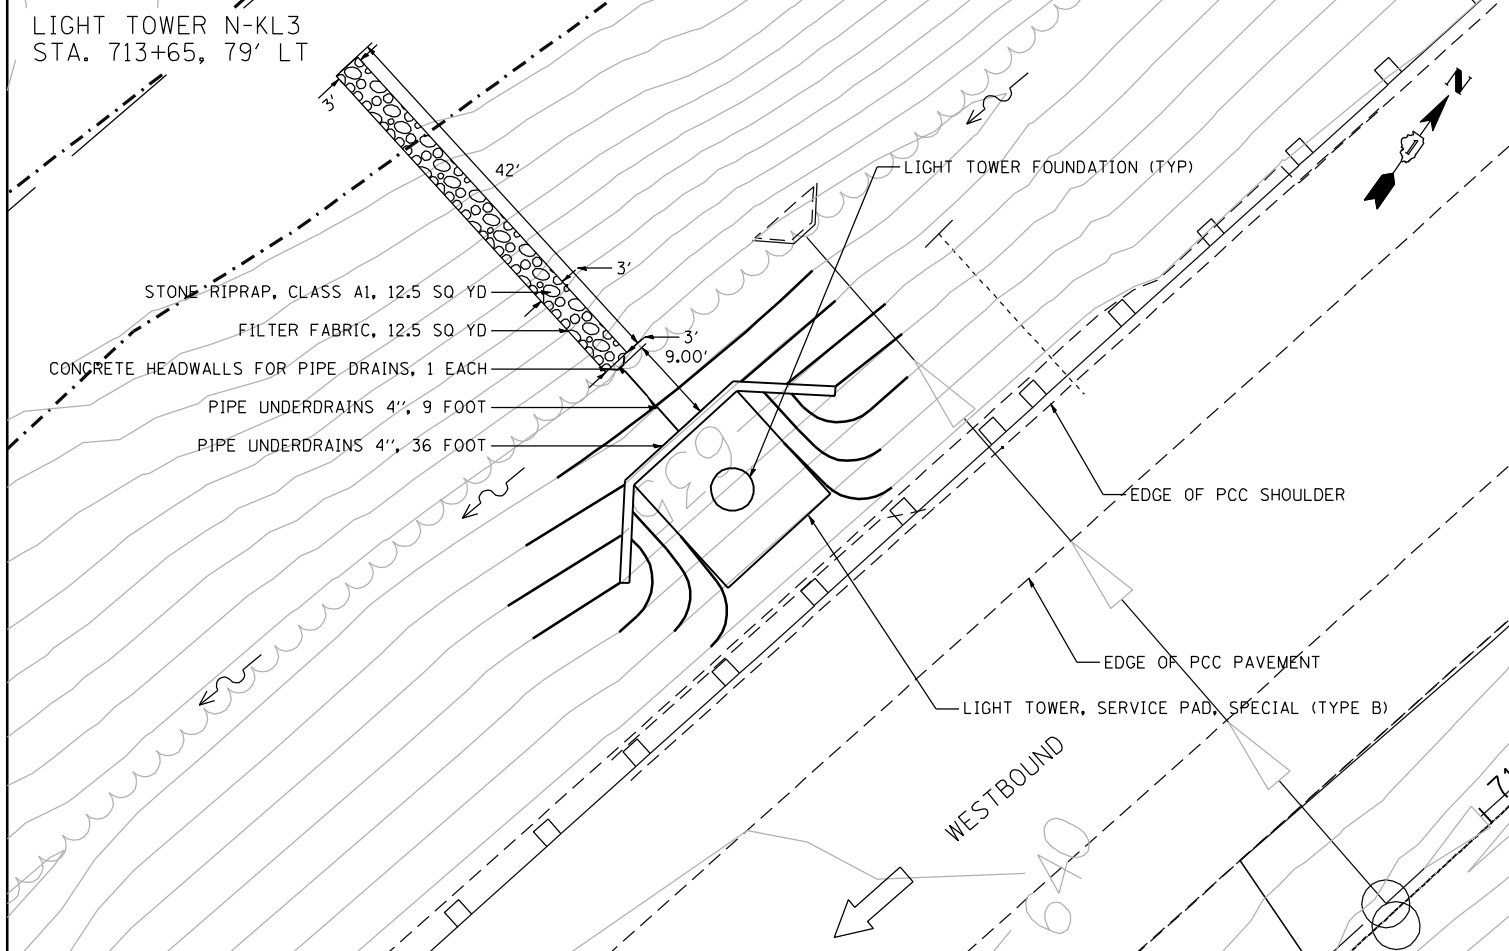 LIGHT TOWER N-KL3
STA. 713+65, 79' LT
N
3'
42'
LIGHT TOWER FOUNDATION (TYP)
3'
STONE RIPRAP, CLASS A1, 12.5 SQ YD
FILTER FABRIC, 12.5 SQ YD
3'
9.00'
CONCRETE HEADWALLS FOR PIPE DRAINS, 1 EACH
PIPE UNDERDRAINS 4'', 9 FOOT
PIPE UNDERDRAINS 4'', 36 FOOT
635
EDGE OF PCC SHOULDER
EDGE OF PCC PAVEMENT
LIGHT TOWER, SERVICE PAD, SPECIAL (TYPE B)
WESTBOUND
640